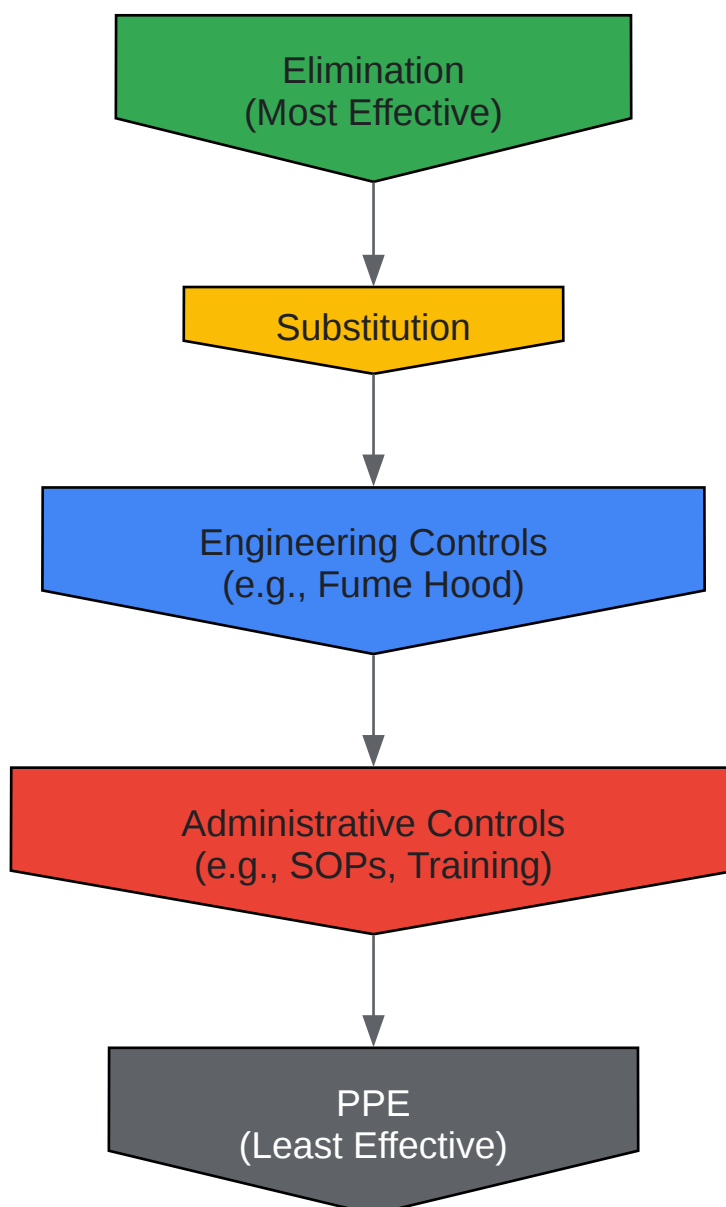 Elimination
(Most Effective)
Substitution
Engineering Controls
(e.g., Fume Hood)
Administrative Controls
(e.g., SOPs, Training)
PPE
(Least Effective)